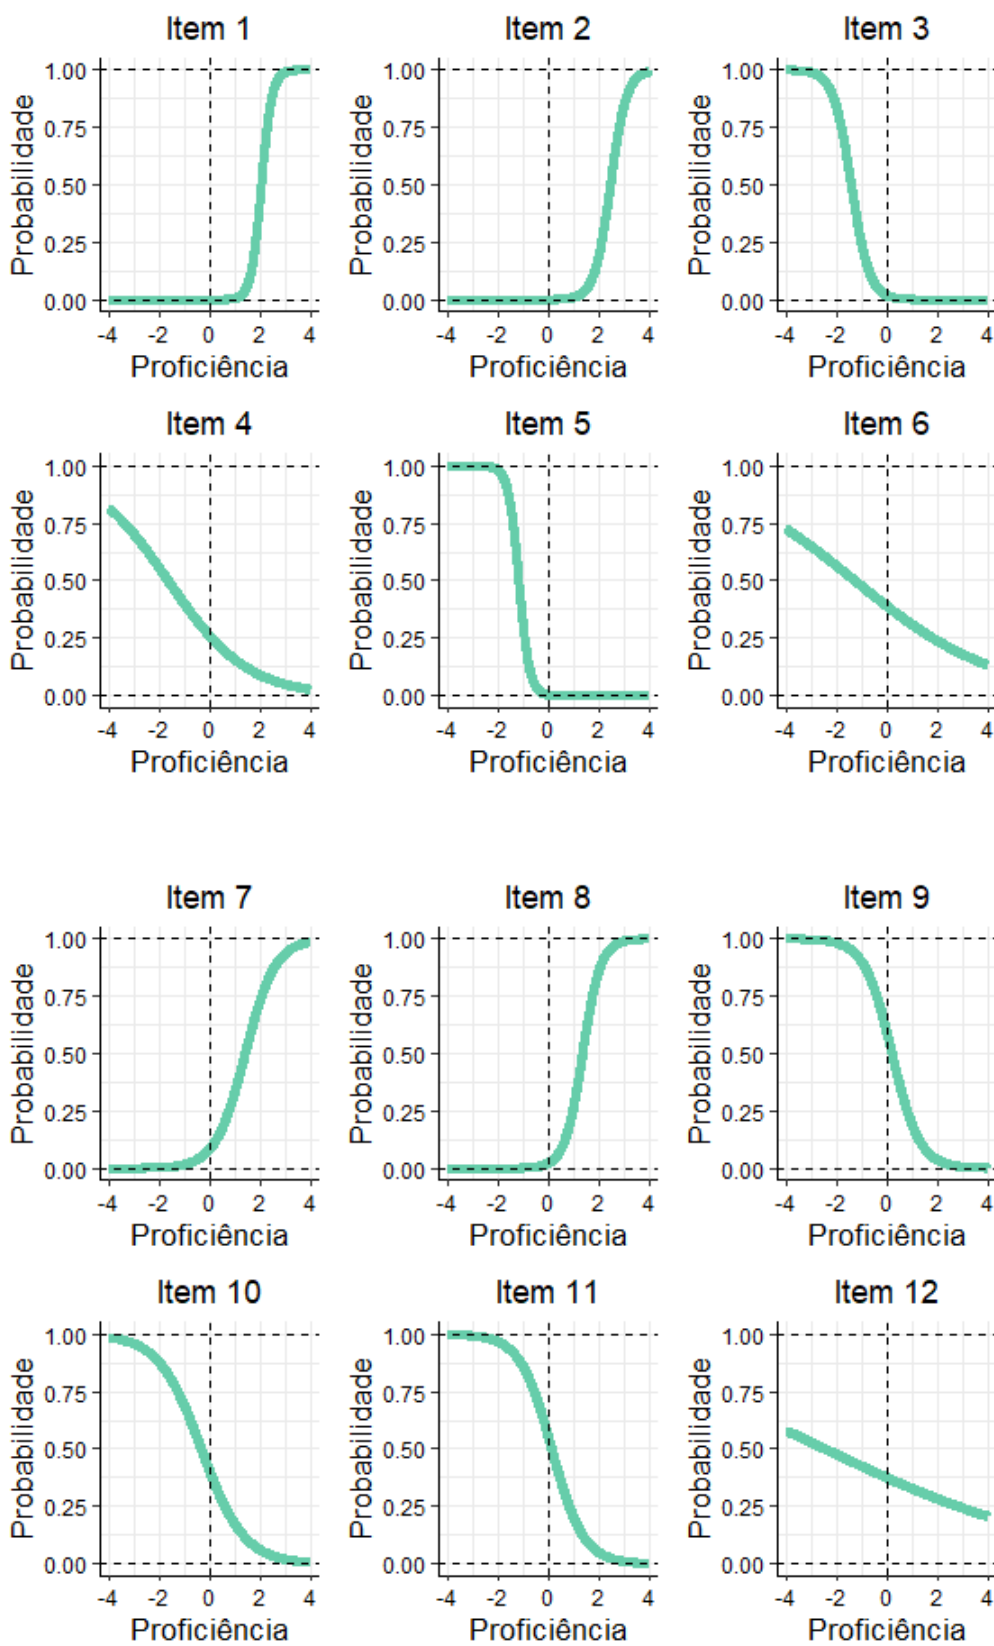 Item 1
Item 2
Item 3
Probabilidade
1.00
0.75
0.50
0.25
0.00
-4 -2 0 2 4
Proficiência
Probabilidade
1.00
0.75
0.50
0.25
0.00
-4 -2 0 2 4
Proficiência
Probabilidade
1.00
0.75
0.50
0.25
0.00
-4 -2 0 2 4
Proficiência
Item 4
Item 5
Item 6
Probabilidade
1.00
0.75
0.50
0.25
0.00
-4 -2 0 2 4
Proficiência
Probabilidade
1.00
0.75
0.50
0.25
0.00
-4 -2 0 2 4
Proficiência
Probabilidade
1.00
0.75
0.50
0.25
0.00
-4 -2 0 2 4
Proficiência
Item 7
Item 8
Item 9
Probabilidade
1.00
0.75
0.50
0.25
0.00
-4 -2 0 2 4
Proficiência
Probabilidade
1.00
0.75
0.50
0.25
0.00
-4 -2 0 2 4
Proficiência
Probabilidade
1.00
0.75
0.50
0.25
0.00
-4 -2 0 2 4
Proficiência
Item 10
Item 11
Item 12
Probabilidade
1.00
0.75
0.50
0.25
0.00
-4 -2 0 2 4
Proficiência
Probabilidade
1.00
0.75
0.50
0.25
0.00
-4 -2 0 2 4
Proficiência
Probabilidade
1.00
0.75
0.50
0.25
0.00
-4 -2 0 2 4
Proficiência